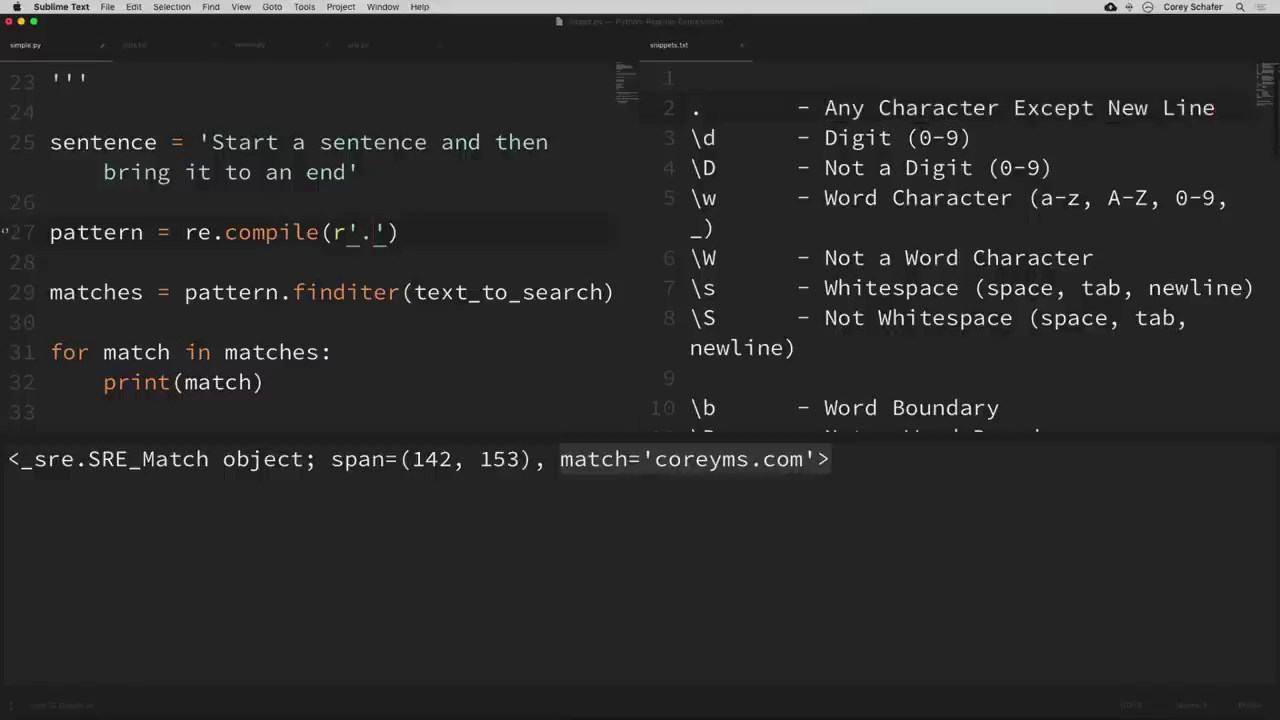 Sublime Text File Edit Selection Find View Goto Tools Project Window Help Corey Schafer
simple.py — Python-Regular-Expressions
simple.py
snippets.txt
23 '''
24
25 sentence = 'Start a sentence and then
bring it to an end'
26
27 pattern = re.compile(r'.')
28
29 matches = pattern.finditer(text_to_search)
30
31 for match in matches:
32 print(match)
33
1
2 . - Any Character Except New Line
3 \d - Digit (0-9)
4 \D - Not a Digit (0-9)
5 \w - Word Character (a-z, A-Z, 0-9,
_)
6 \W - Not a Word Character
7 \s - Whitespace (space, tab, newline)
8 \S - Not Whitespace (space, tab,
newline)
9
10 \b - Word Boundary
<_sre.SRE_Match object; span=(142, 153), match='coreyms.com'>